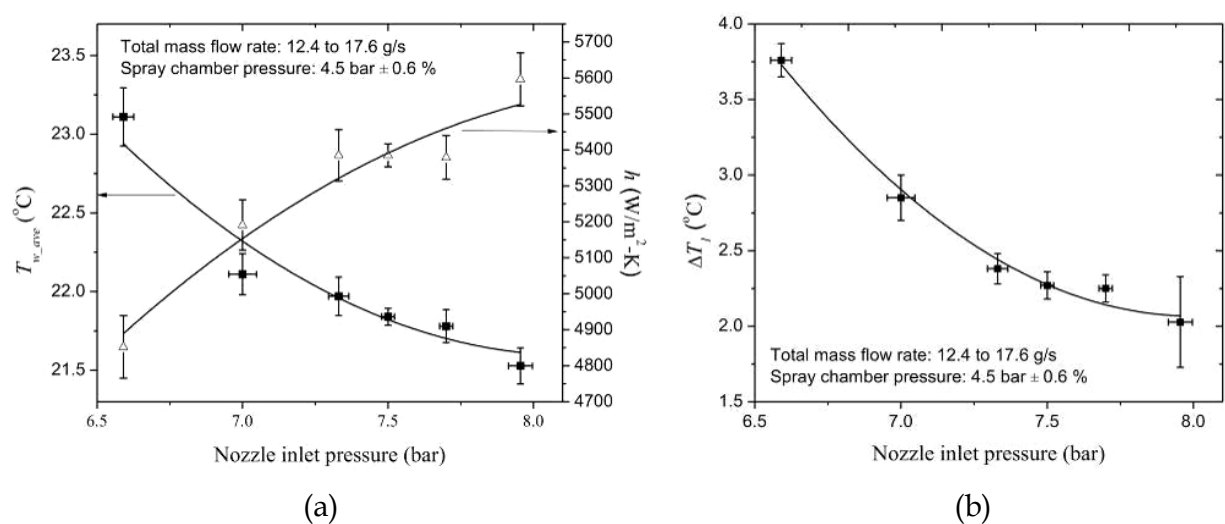 Total mass flow rate: 12.4 to 17.6 g/s
Spray chamber pressure: 4.5 bar ± 0.6 %
23.5
23.0
22.5
22.0
21.5
T_w_ave (°C)
5700
5600
5500
5400
5300
5200
5100
5000
4900
4800
4700
h (W/m²-K)
6.5 7.0 7.5 8.0
Nozzle inlet pressure (bar)
(a)
4.0
3.5
3.0
2.5
2.0
1.5
ΔT_l (°C)
Total mass flow rate: 12.4 to 17.6 g/s
Spray chamber pressure: 4.5 bar ± 0.6 %
6.5 7.0 7.5 8.0
Nozzle inlet pressure (bar)
(b)